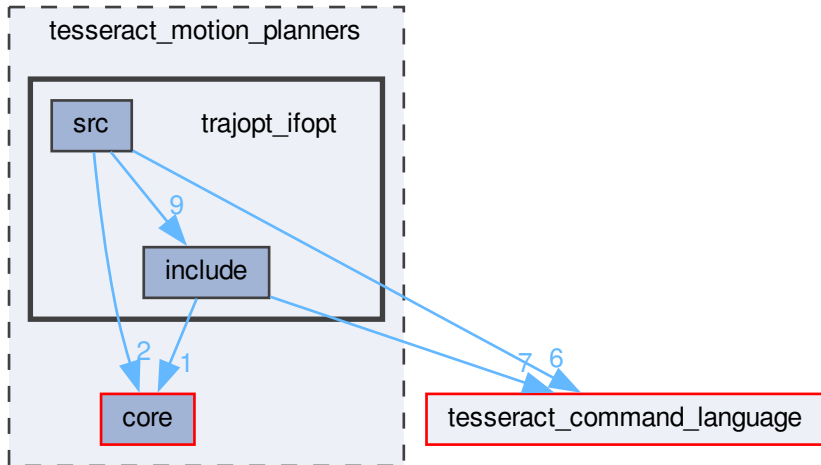 tesseract_motion_planners
src
trajopt_ifopt
9
include
2
1
7
6
core
tesseract_command_language